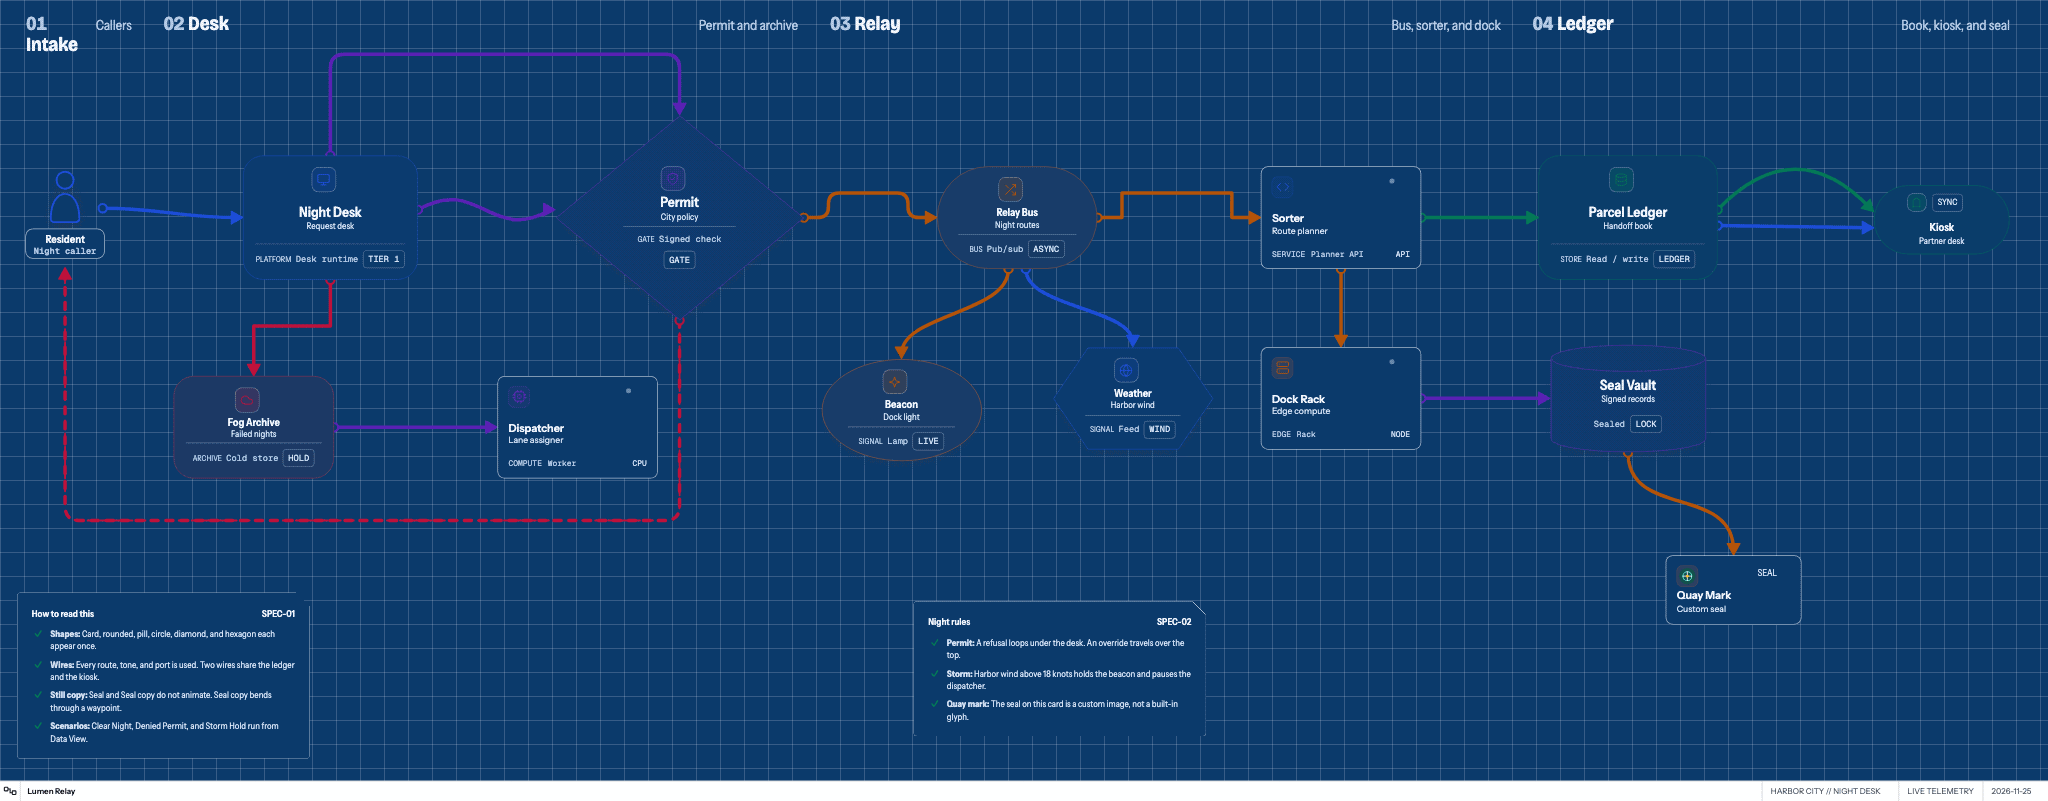 01 Intake
Callers
02 Desk
Permit and archive
03 Relay
Bus, sorter, and dock
04 Ledger
Book, kiosk, and seal
Resident
Night caller
Night Desk
Request desk
PLATFORM Desk runtime TIER 1
Permit
City policy
GATE Signed check
GATE
Relay Bus
Night routes
BUS Pub/sub ASYNC
Sorter
Route planner
SERVICE Planner API API
Parcel Ledger
Handoff book
STORE Read / write LEDGER
SYNC
Kiosk
Partner desk
Fog Archive
Failed nights
ARCHIVE Cold store HOLD
Dispatcher
Lane assigner
COMPUTE Worker CPU
Beacon
Dock light
SIGNAL Lamp LIVE
Weather
Harbor wind
SIGNAL Feed WIND
Dock Rack
Edge compute
EDGE Rack NODE
Seal Vault
Signed records
Sealed LOCK
SEAL
Quay Mark
Custom seal
How to read this SPEC-01
Shapes: Card, rounded, pill, circle, diamond, and hexagon each
appear once.
Wires: Every route, tone, and port is used. Two wires share the ledger
and the kiosk.
Still copy: Seal and Seal copy do not animate. Seal copy bends
through a waypoint.
Scenarios: Clear Night, Denied Permit, and Storm Hold run from
Data View.
Night rules SPEC-02
Permit: A refusal loops under the desk. An override travels over the
top.
Storm: Harbor wind above 18 knots holds the beacon and pauses the
dispatcher.
Quay mark: The seal on this card is a custom image, not a built-in
glyph.
Lumen Relay
HARBOR CITY // NIGHT DESK
LIVE TELEMETRY
2026-11-25